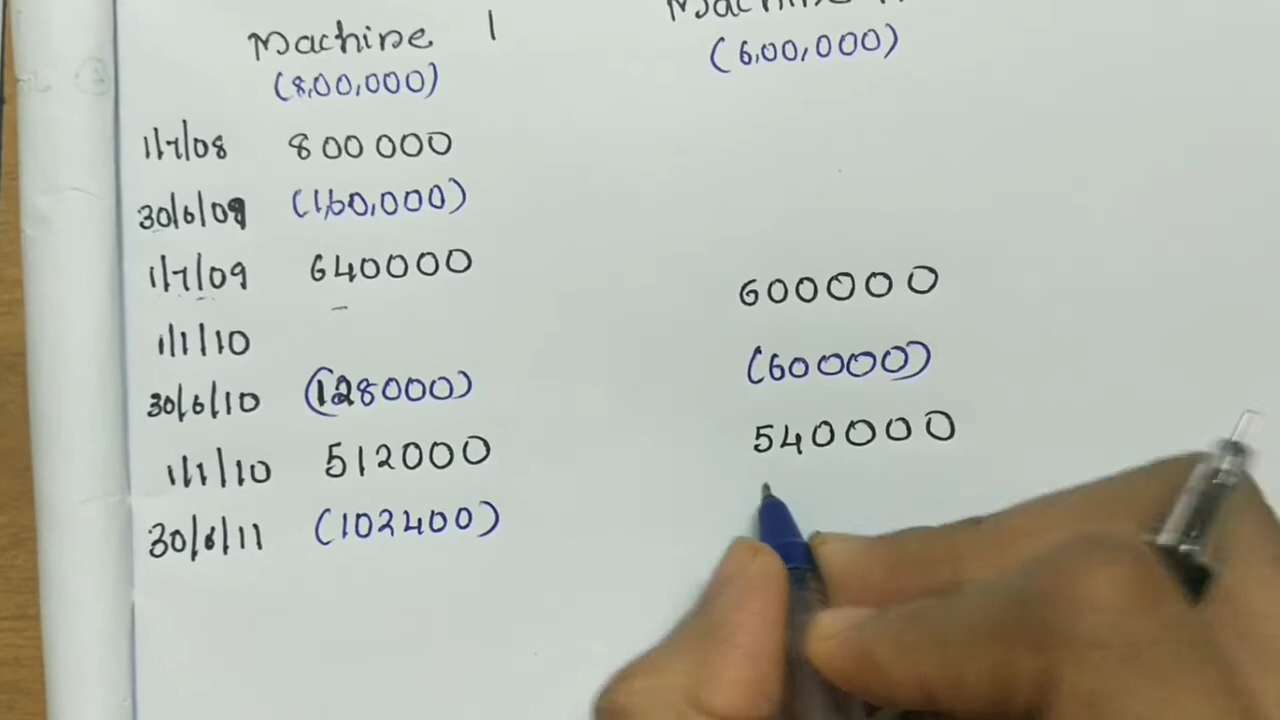 Machine 1 Machine
(8,00,000) (6,00,000)
1/7/08 800000
30/6/09 (1,60,000)
1/7/09 640000 600000
1/1/10
30/6/10 (128000) (60000)
1/1/10 512000 540000
30/6/11 (102400)